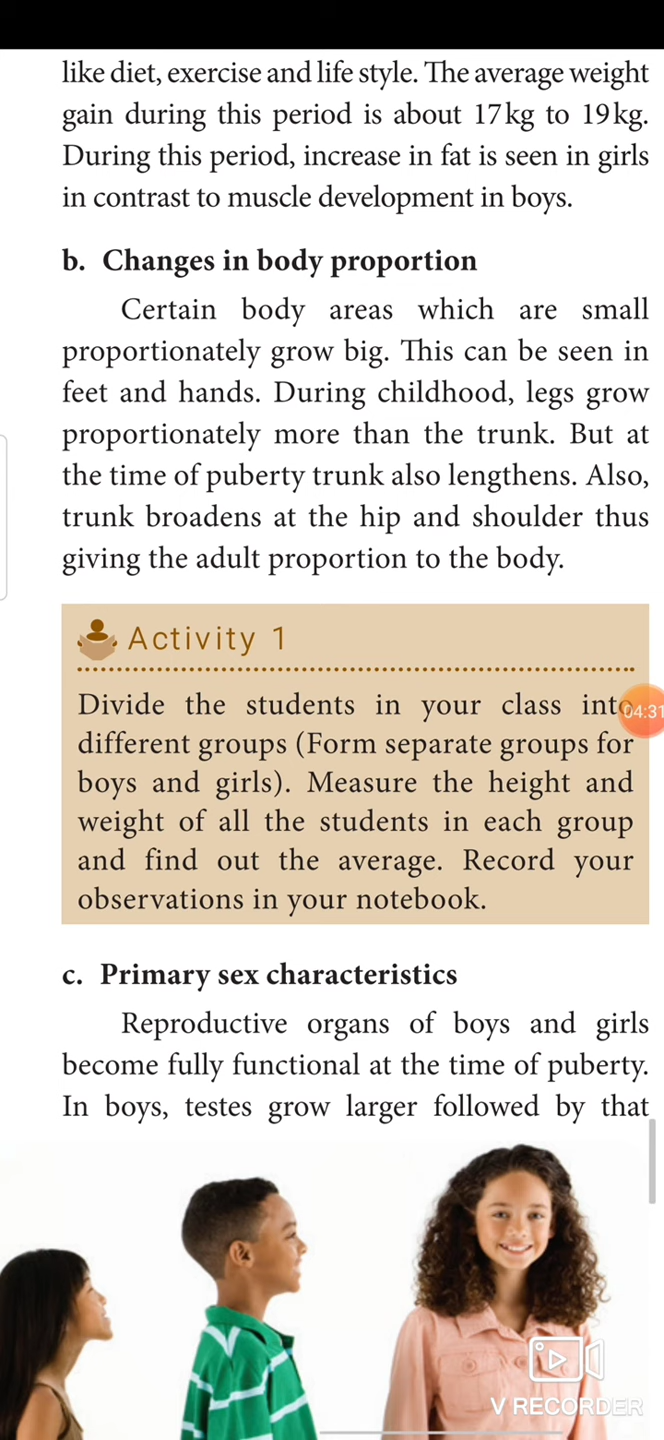 like diet, exercise and life style. The average weight
gain during this period is about 17 kg to 19 kg.
During this period, increase in fat is seen in girls
in contrast to muscle development in boys.
b. Changes in body proportion
Certain body areas which are small
proportionately grow big. This can be seen in
feet and hands. During childhood, legs grow
proportionately more than the trunk. But at
the time of puberty trunk also lengthens. Also,
trunk broadens at the hip and shoulder thus
giving the adult proportion to the body.
Activity 1
Divide the students in your class into
04:31
different groups (Form separate groups for
boys and girls). Measure the height and
weight of all the students in each group
and find out the average. Record your
observations in your notebook.
c. Primary sex characteristics
Reproductive organs of boys and girls
become fully functional at the time of puberty.
In boys, testes grow larger followed by that
V RECORDER